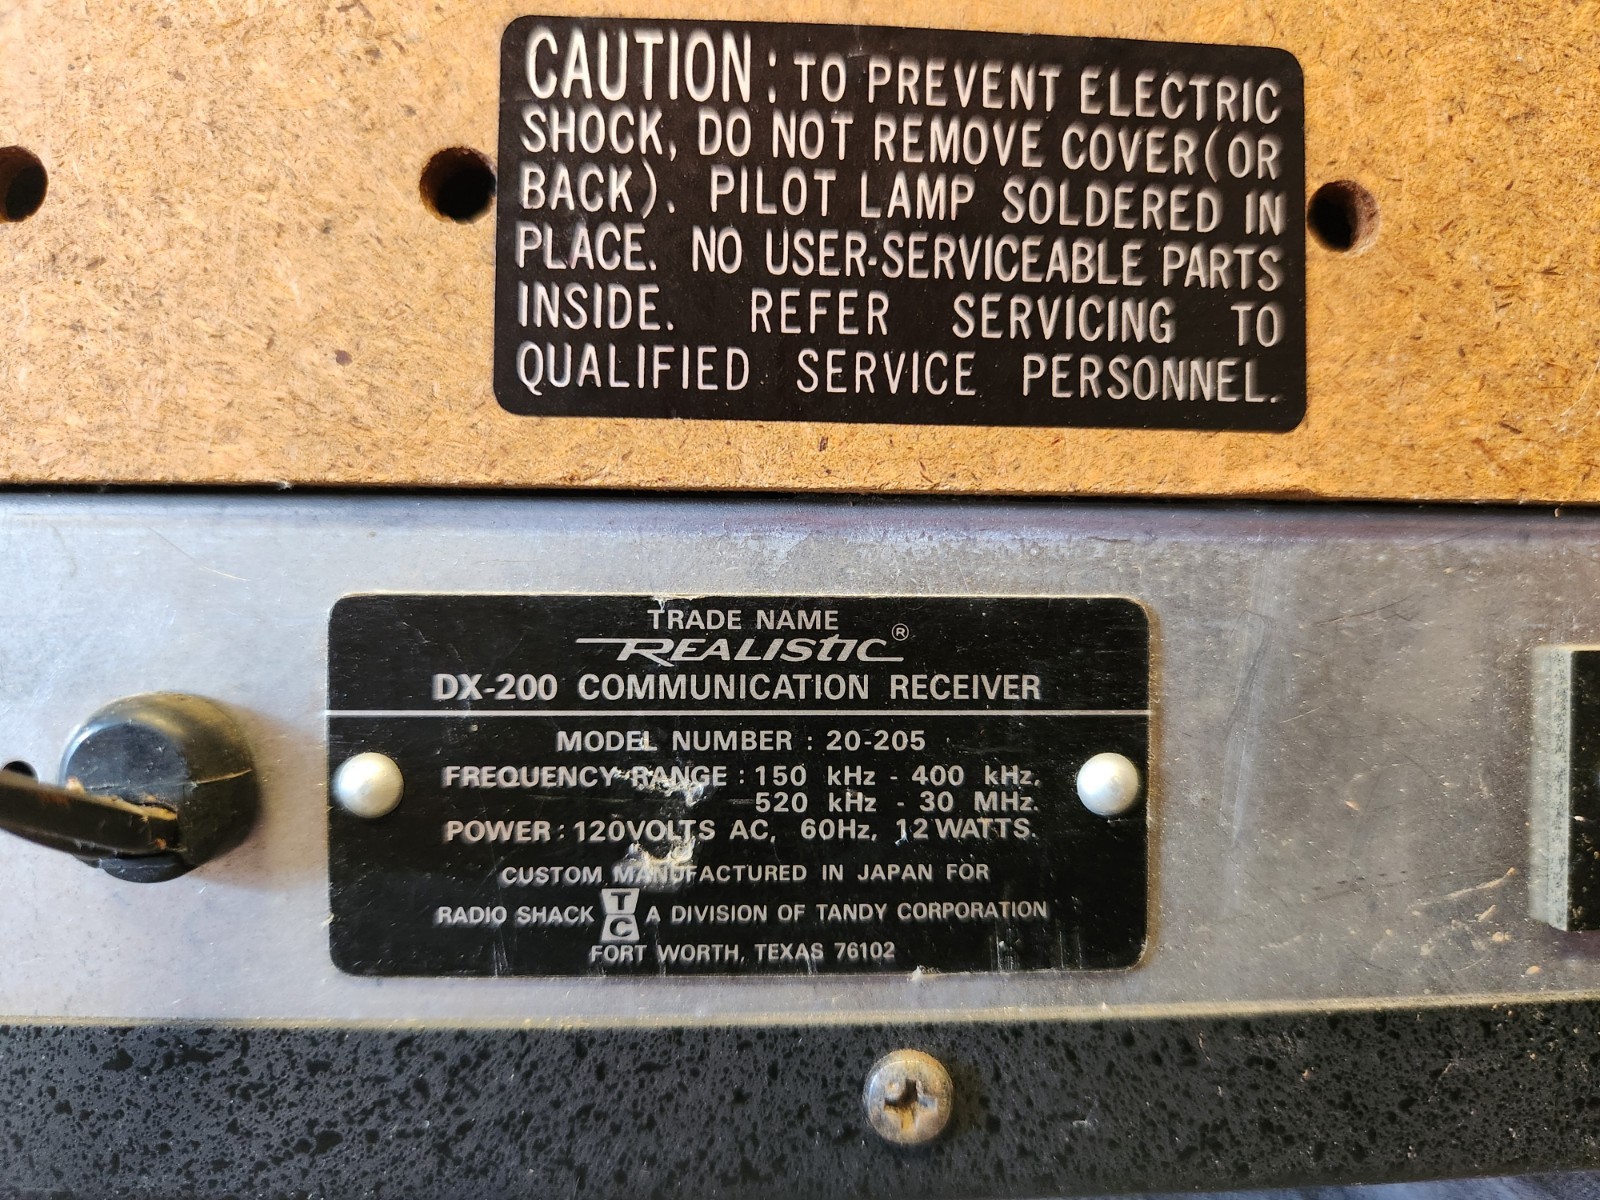 CAUTION: TO PREVENT ELECTRIC
SHOCK, DO NOT REMOVE COVER (OR
BACK). PILOT LAMP SOLDERED IN
PLACE. NO USER-SERVICEABLE PARTS
INSIDE. REFER SERVICING TO
QUALIFIED SERVICE PERSONNEL.
TRADE NAME
REALISTIC®
DX-200 COMMUNICATION RECEIVER
MODEL NUMBER : 20-205
FREQUENCY RANGE : 150 kHz - 400 kHz,
520 kHz - 30 MHz.
POWER : 120VOLTS AC, 60Hz, 12 WATTS.
CUSTOM MANUFACTURED IN JAPAN FOR
RADIO SHACK TC A DIVISION OF TANDY CORPORATION
FORT WORTH, TEXAS 76102